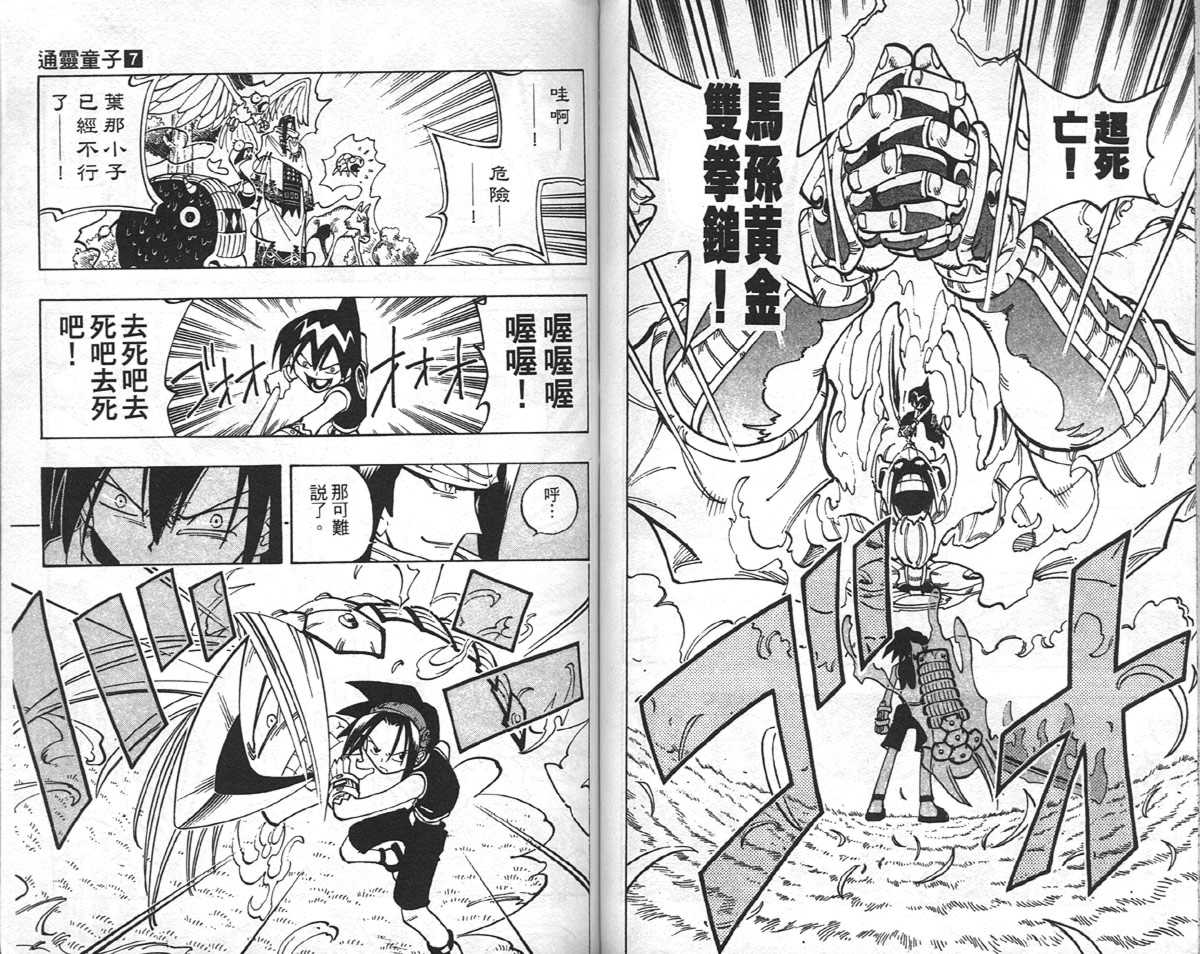 超死
亡！
馬孫黃金
雙拳鎚！
ブオ
通靈童子7
哇啊
——！
危險——
——！
葉那小子
已經不行
了——！
喔喔喔
喔喔！
オオオ
ブオオ
去死吧去
死吧去死
吧！
呼…
那可難
說了。